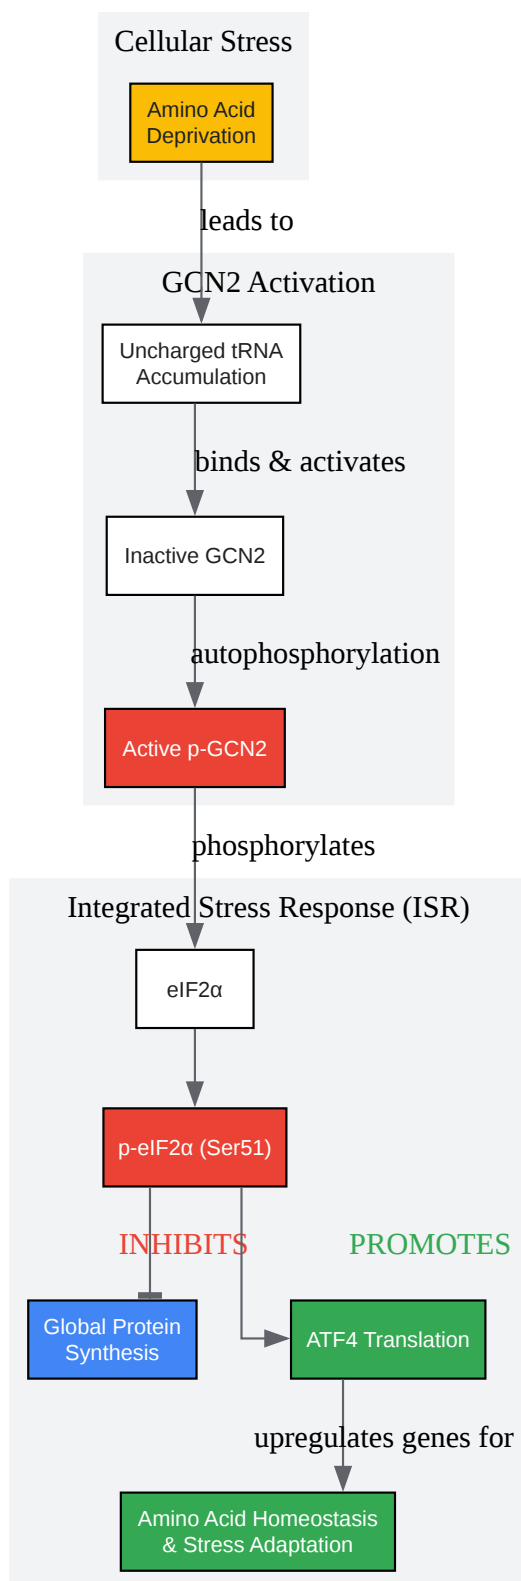 Cellular Stress
Amino Acid
Deprivation
leads to
GCN2 Activation
Uncharged tRNA
Accumulation
binds & activates
Inactive GCN2
autophosphorylation
Active p-GCN2
phosphorylates
Integrated Stress Response (ISR)
eIF2α
p-eIF2α (Ser51)
INHIBITS
PROMOTES
Global Protein
Synthesis
ATF4 Translation
upregulates genes for
Amino Acid Homeostasis
& Stress Adaptation